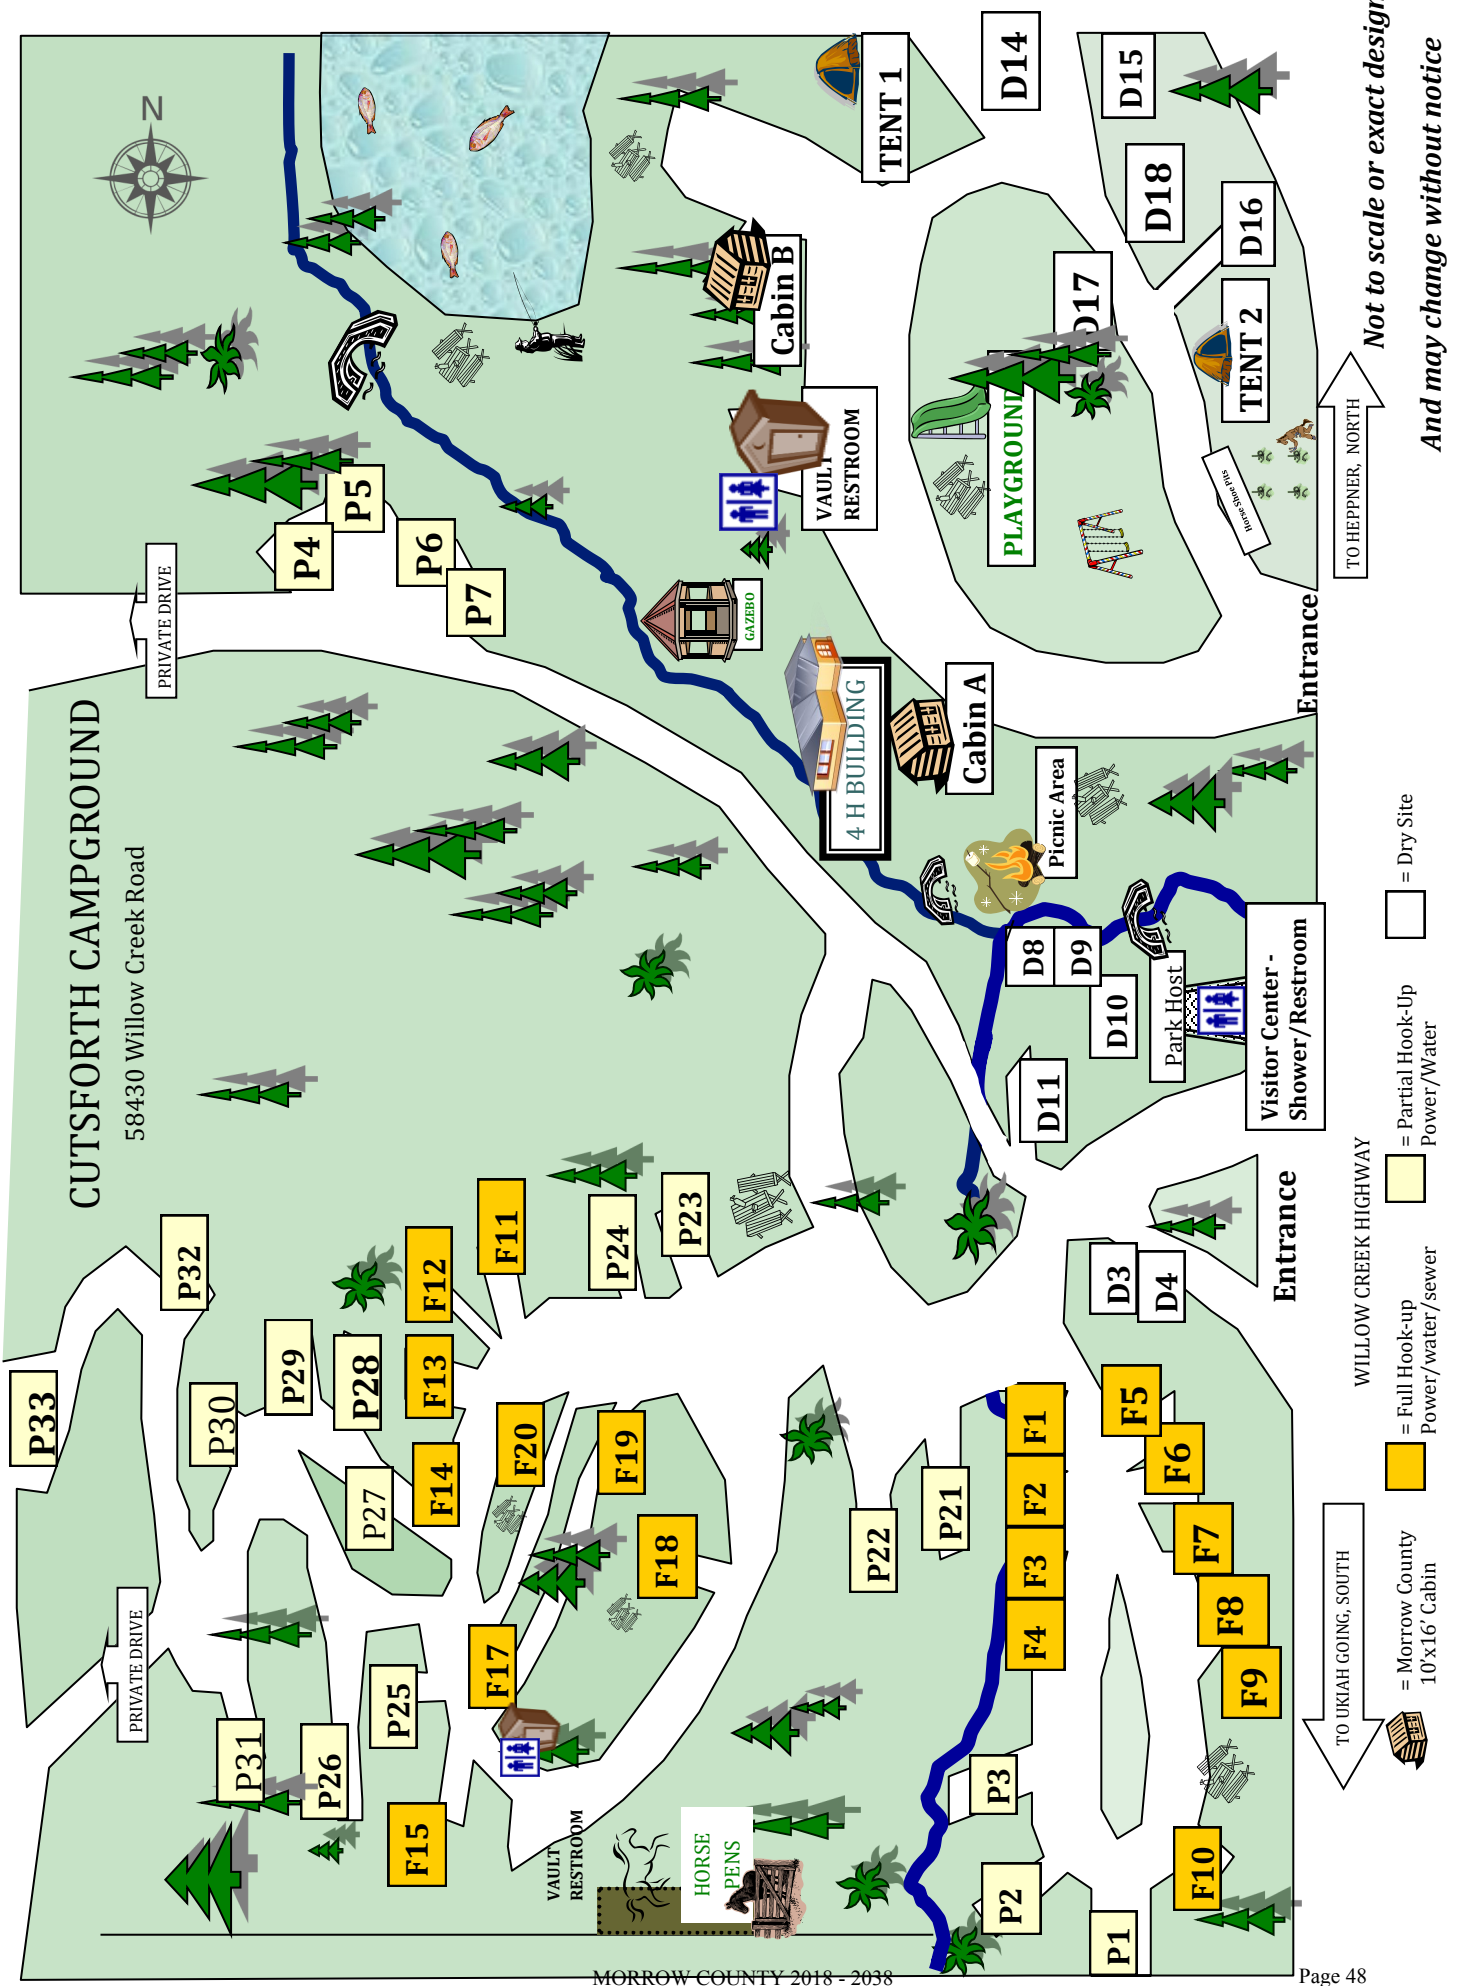 CUTSFORTH CAMPGROUND
58430 Willow Creek Road
N
PRIVATE DRIVE
PRIVATE DRIVE
P33
P32
P31
P30
P29
P28
P27
P26
P25
P24
P23
P22
P21
F11
F12
F13
F14
F15
F17
F18
F19
F20
VAULT
RESTROOM
HORSE
PENS
P4
P5
P6
P7
GAZEBO
4 H BUILDING
VAULT
RESTROOM
Cabin A
Cabin B
TENT 1
D14
D15
D18
D16
D17
TENT 2
PLAYGROUND
Horse Shoe Pits
Picnic Area
D8
D9
D10
D11
Park Host
Visitor Center -
Shower/Restroom
D3
D4
F1
F2
F3
F4
F5
F6
F7
F8
F9
F10
P3
P2
P1
Entrance
Entrance
WILLOW CREEK HIGHWAY
TO UKIAH GOING, SOUTH
TO HEPPNER, NORTH
= Morrow County
10'x16' Cabin
= Full Hook-up
Power/water/sewer
= Partial Hook-Up
Power/Water
= Dry Site
Not to scale or exact design
And may change without notice
MORROW COUNTY 2018 - 2038
Page 48